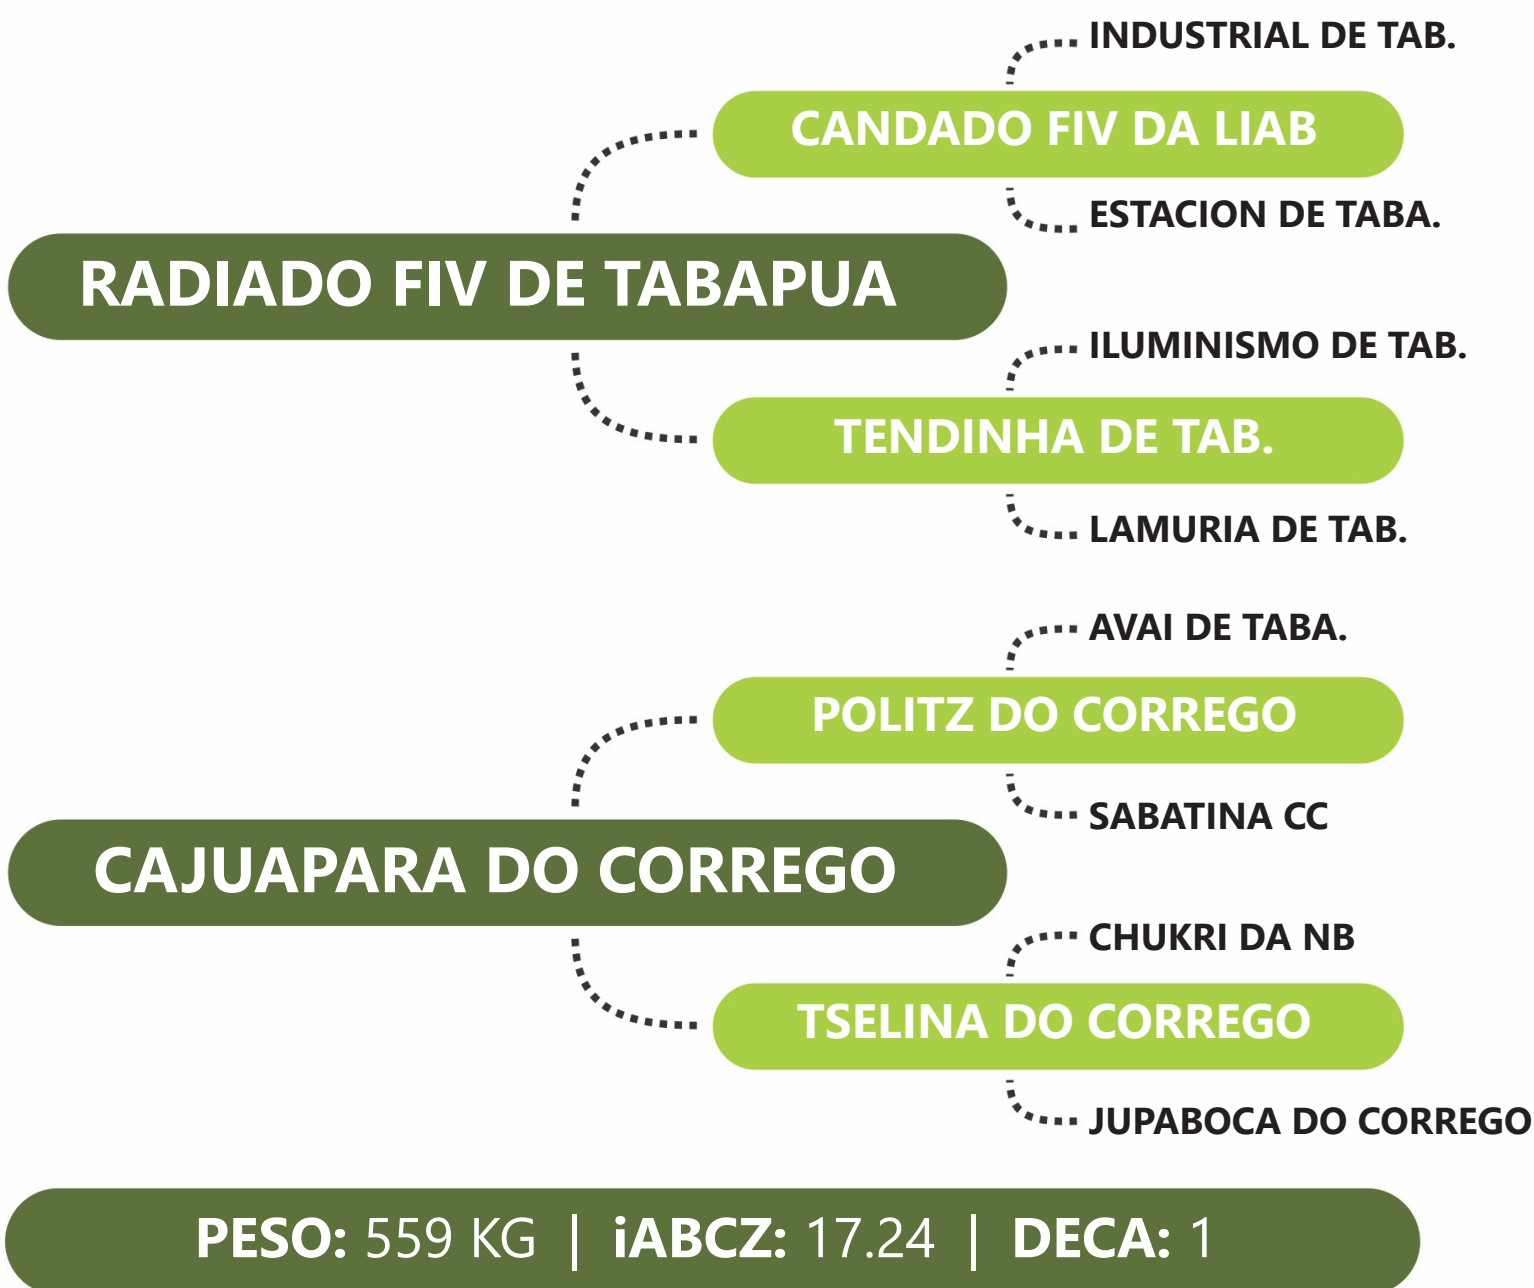 INDUSTRIAL DE TAB.
CANDADO FIV DA LIAB
ESTACION DE TABA.
RADIADO FIV DE TABAPUA
ILUMINISMO DE TAB.
TENDINHA DE TAB.
LAMURIA DE TAB.
AVAI DE TABA.
POLITZ DO CORREGO
SABATINA CC
CAJUAPARA DO CORREGO
CHUKRI DA NB
TSELINA DO CORREGO
JUPABOCA DO CORREGO
PESO: 559 KG | iABCZ: 17.24 | DECA: 1